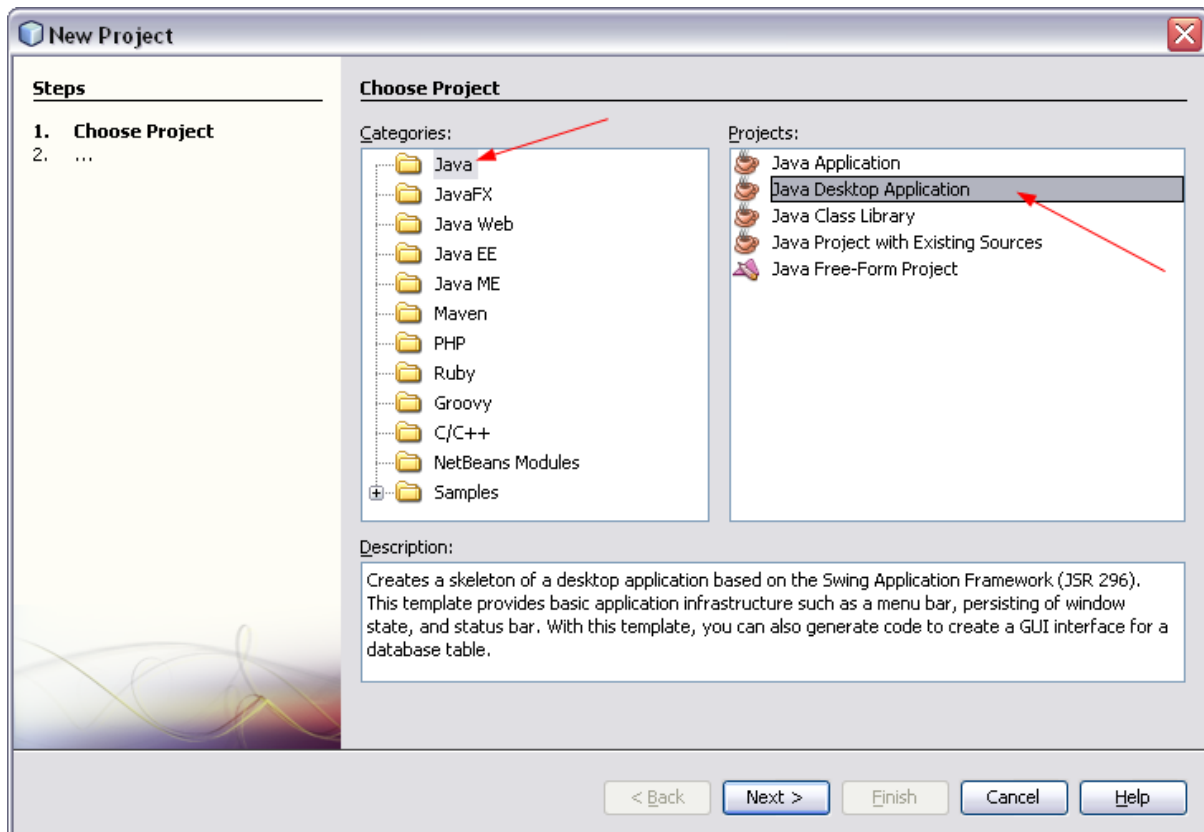 New Project
Steps
1. Choose Project
2. ...
Choose Project
Categories:
Java
JavaFX
Java Web
Java EE
Java ME
Maven
PHP
Ruby
Groovy
C/C++
NetBeans Modules
Samples
Projects:
Java Application
Java Desktop Application
Java Class Library
Java Project with Existing Sources
Java Free-Form Project
Description:
Creates a skeleton of a desktop application based on the Swing Application Framework (JSR 296).
This template provides basic application infrastructure such as a menu bar, persisting of window
state, and status bar. With this template, you can also generate code to create a GUI interface for a
database table.
< Back
Next >
Finish
Cancel
Help